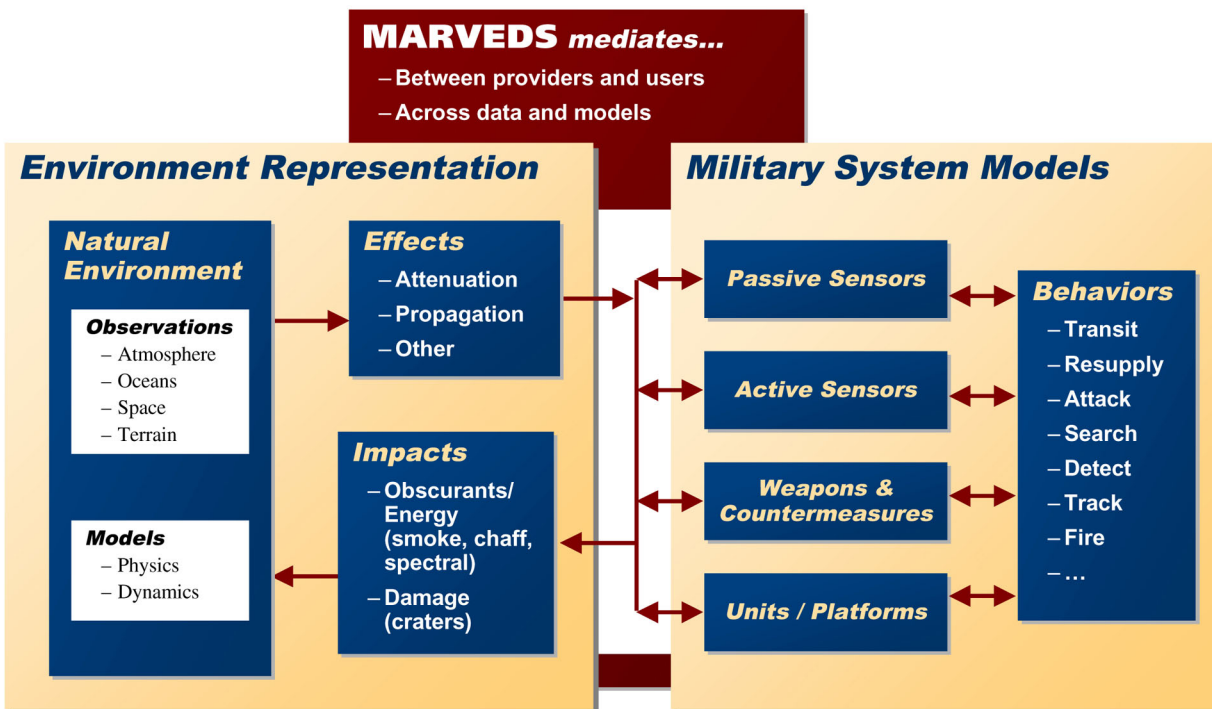 MARVEDS mediates...
– Between providers and users
– Across data and models
Environment Representation
Natural
Environment
Observations
– Atmosphere
– Oceans
– Space
– Terrain
Models
– Physics
– Dynamics
Effects
– Attenuation
– Propagation
– Other
Impacts
– Obscurants/
Energy
(smoke, chaff,
spectral)
– Damage
(craters)
Military System Models
Passive Sensors
Active Sensors
Weapons &
Countermeasures
Units / Platforms
Behaviors
– Transit
– Resupply
– Attack
– Search
– Detect
– Track
– Fire
– ...